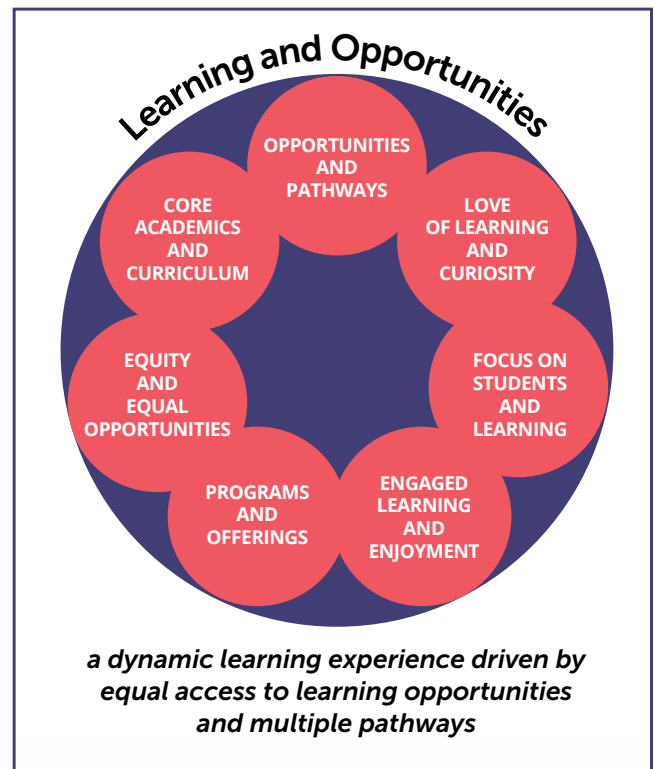 Learning and Opportunities
OPPORTUNITIES
AND
PATHWAYS
LOVE
OF LEARNING
AND
CURIOSITY
FOCUS ON
STUDENTS
AND
LEARNING
ENGAGED
LEARNING
AND
ENJOYMENT
PROGRAMS
AND
OFFERINGS
EQUITY
AND
EQUAL
OPPORTUNITIES
CORE
ACADEMICS
AND
CURRICULUM
a dynamic learning experience driven by
equal access to learning opportunities
and multiple pathways